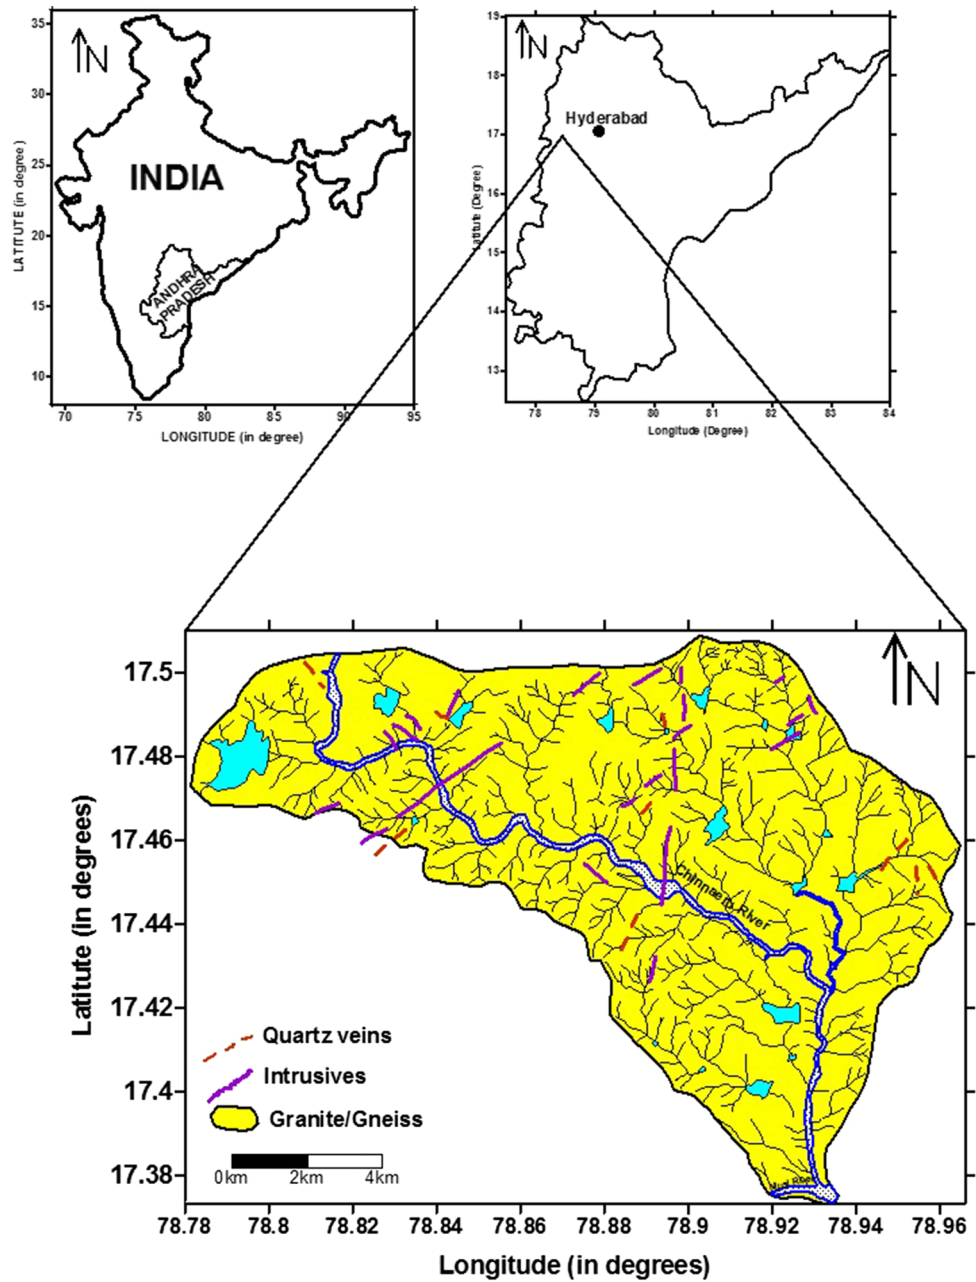 N
INDIA
ANDHRA
PRADESH
35
30
25
20
15
10
LATITUTE (in degree)
70 75 80 85 90 95
LONGITUDE (in degree)
N
Hyderabad
19
18
17
16
15
14
13
Latitute (Degree)
78 79 80 81 82 83 84
Longitude (Degree)
N
17.5
17.48
17.46
17.44
17.42
17.4
17.38
Latitute (in degrees)
River
Quartz veins
Intrusives
Granite/Gneiss
0km 2km 4km
78.78 78.8 78.82 78.84 78.86 78.88 78.9 78.92 78.94 78.96
Longitude (in degrees)